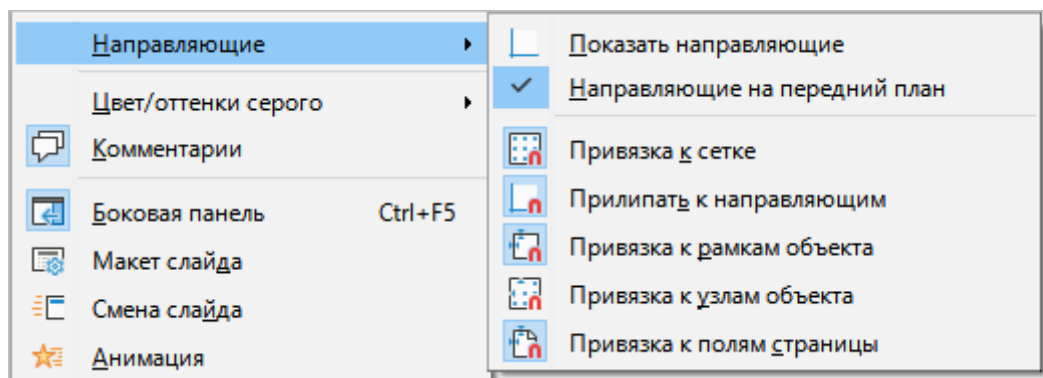 Направляющие
Цвет/оттенки серого
Комментарии
Боковая панель Ctrl+F5
Макет слайда
Смена слайда
Анимация
Показать направляющие
Направляющие на передний план
Привязка к сетке
Прилипать к направляющим
Привязка к рамкам объекта
Привязка к узлам объекта
Привязка к полям страницы